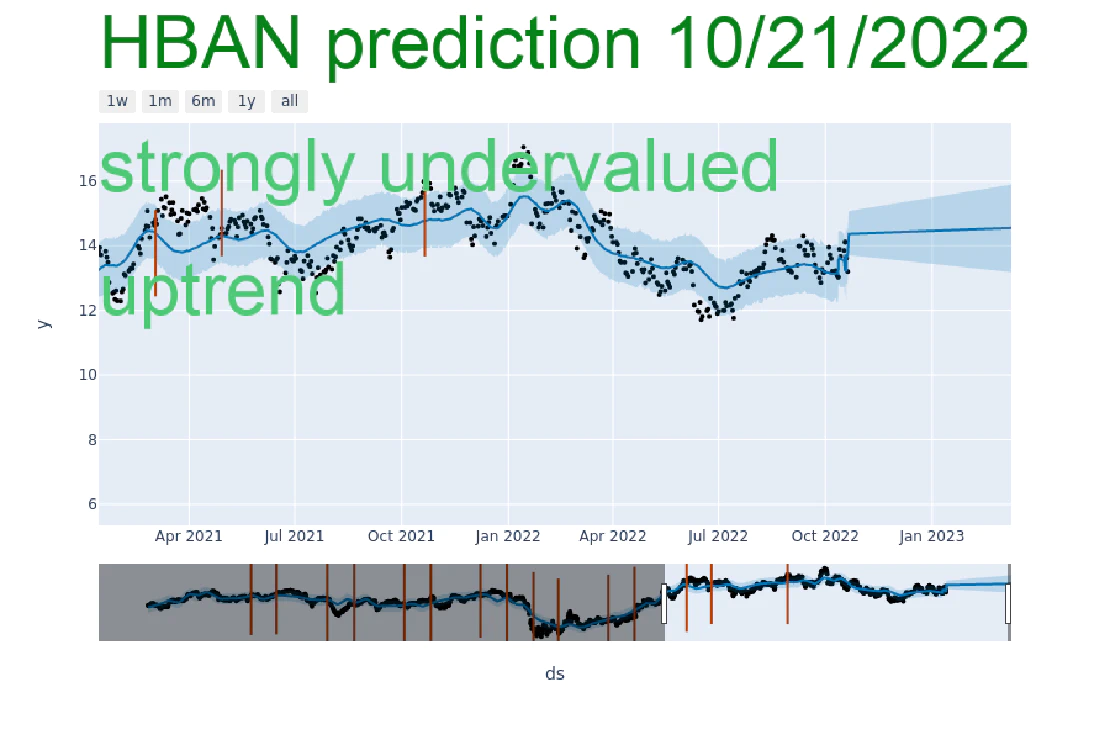 HBAN prediction 10/21/2022
1w 1m 6m 1y all
strongly undervalued
uptrend
16
14
12
10
8
6
y
Apr 2021 Jul 2021 Oct 2021 Jan 2022 Apr 2022 Jul 2022 Oct 2022 Jan 2023
ds